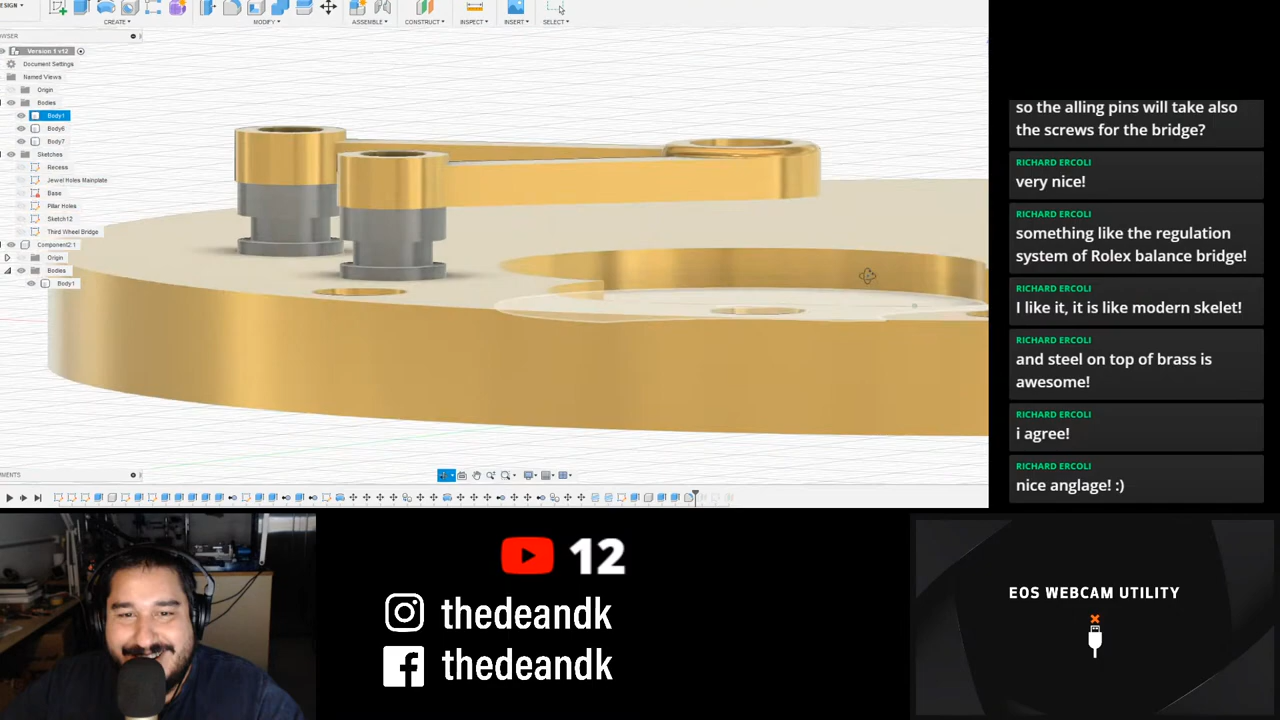 CREATE
MODIFY
ASSEMBLE
CONSTRUCT
INSPECT
INSERT
SELECT
Version 1 v12
Document Settings
Named Views
Origin
Bodies
Body1
Body6
Body7
Sketches
Recess
Jewel Holes Mainplate
Base
Pillar Holes
Sketch12
Third Wheel Bridge
Component2:1
Origin
Bodies
Body1
so the alling pins will take also
the screws for the bridge?
RICHARD ERCOLI
very nice!
RICHARD ERCOLI
something like the regulation
system of Rolex balance bridge!
RICHARD ERCOLI
I like it, it is like modern skelet!
RICHARD ERCOLI
and steel on top of brass is
awesome!
RICHARD ERCOLI
i agree!
RICHARD ERCOLI
nice anglage! :)
12
thedeandk
thedeandk
EOS WEBCAM UTILITY